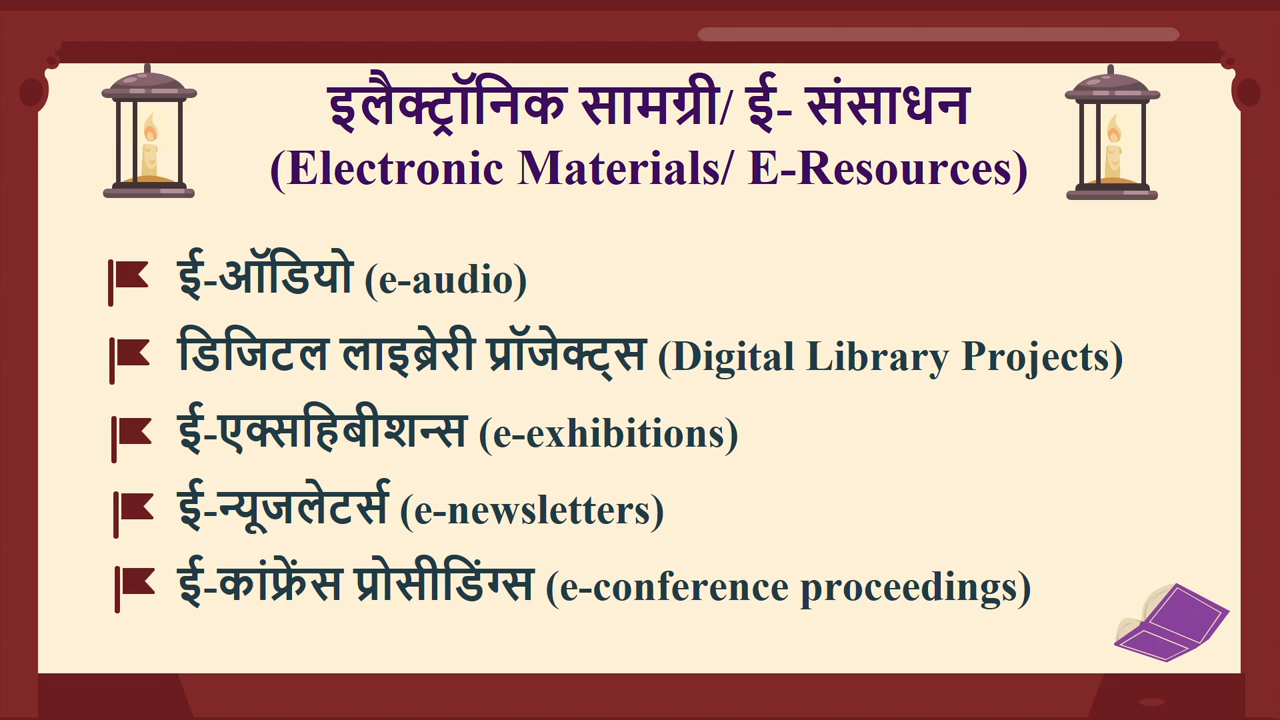 इलैक्ट्रॉनिक सामग्री/ ई- संसाधन
(Electronic Materials/ E-Resources)
ई-ऑडियो (e-audio)
डिजिटल लाइब्रेरी प्रॉजेक्ट्स (Digital Library Projects)
ई-एक्सहिबीशन्स (e-exhibitions)
ई-न्यूजलेटर्स (e-newsletters)
ई-कांफ्रेंस प्रोसीडिंग्स (e-conference proceedings)